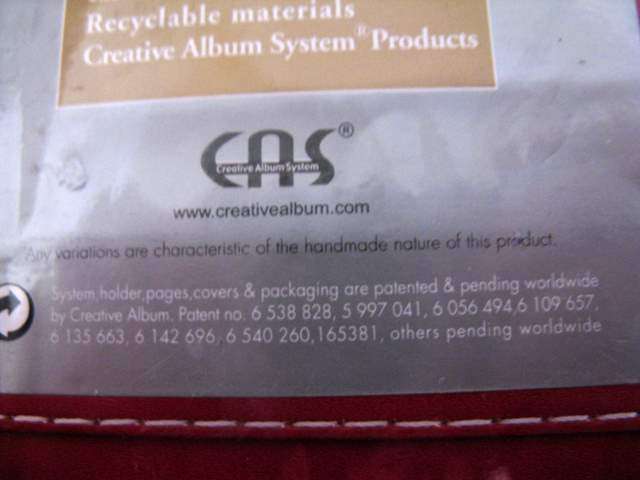 Recyclable materials
Creative Album System® Products
CAS®
Creative Album System
www.creativealbum.com
Any variations are characteristic of the handmade nature of this product.
System,holder,pages,covers & packaging are patented & pending worldwide
by Creative Album. Patent no. 6 538 828, 5 997 041, 6 056 494,6 109 657,
6 135 663, 6 142 696, 6 540 260,165381, others pending worldwide